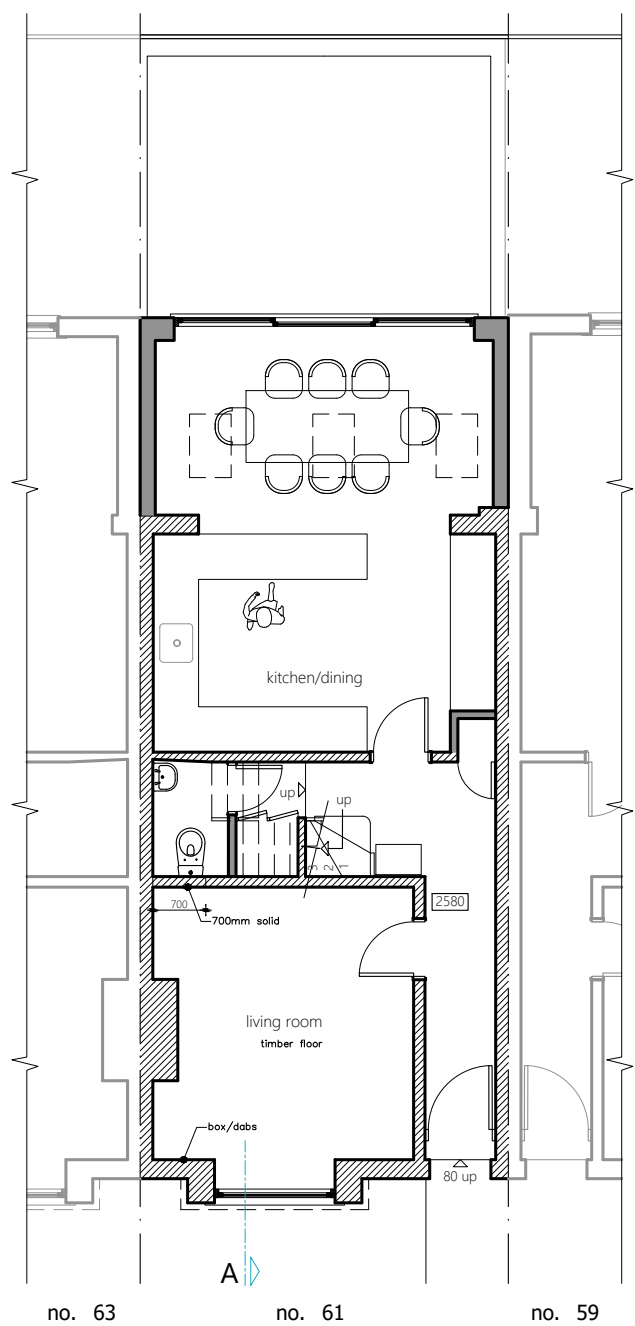 kitchen/dining
up
up
3
2
1
2580
700
700mm solid
living room
timber floor
box/dabs
80 up
A
no. 63
no. 61
no. 59